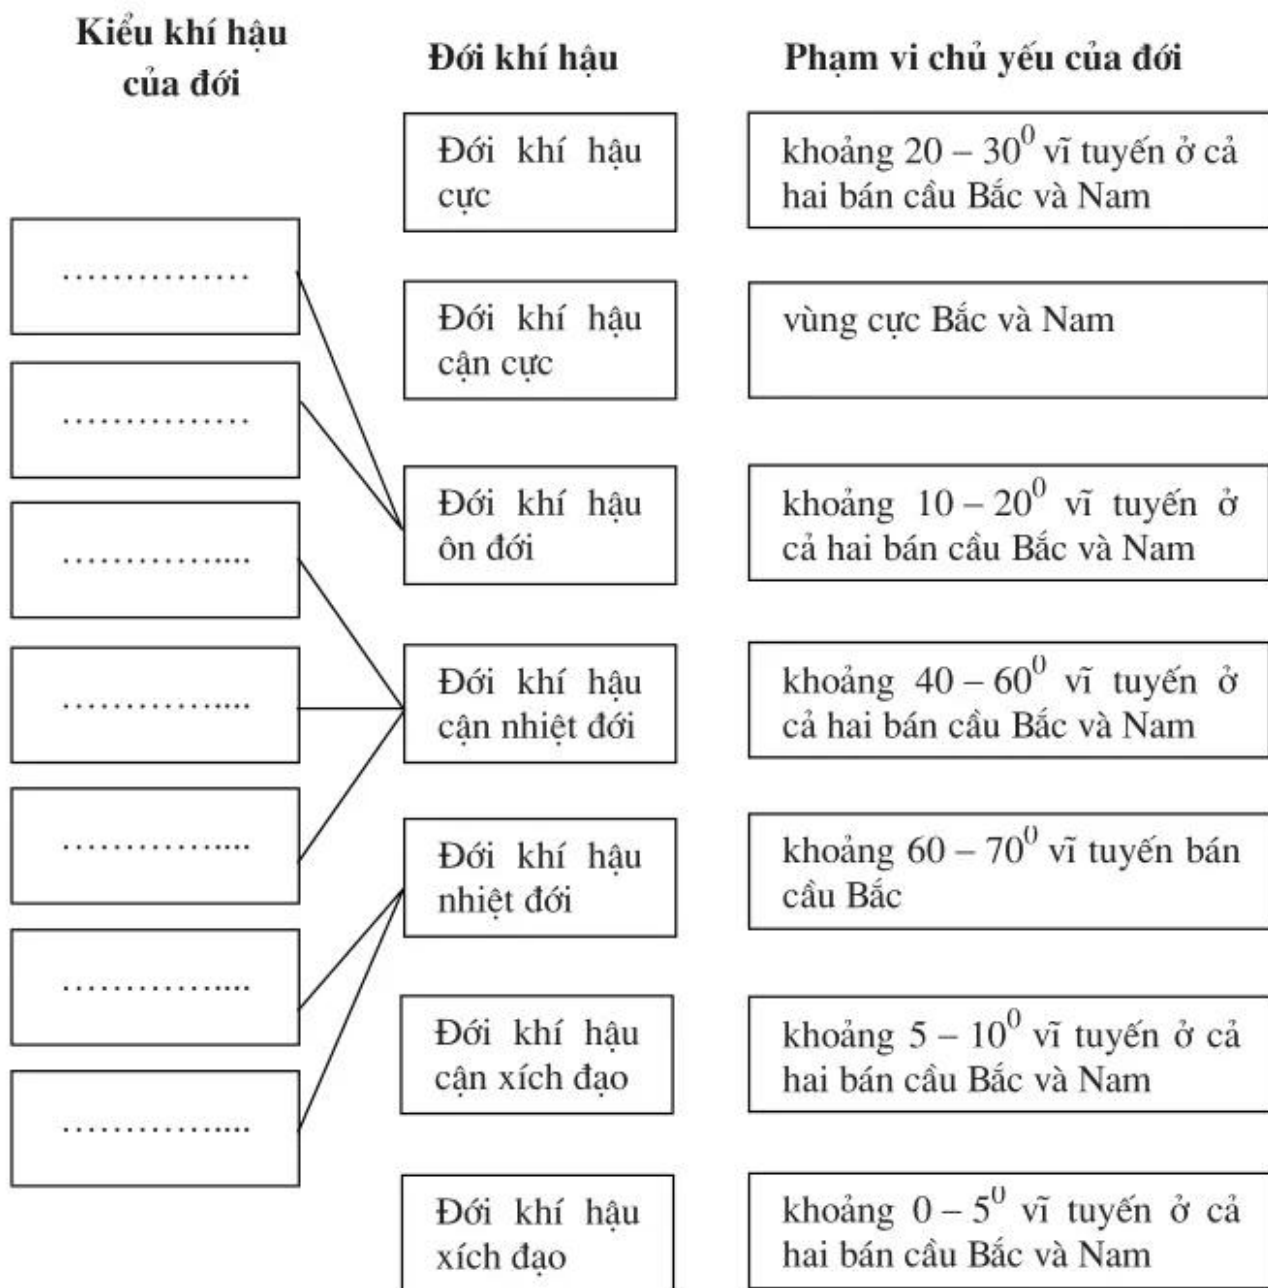 Kiểu khí hậu
của đới
Đới khí hậu
Phạm vi chủ yếu của đới
Đới khí hậu
cực
khoảng 20 – 30⁰ vĩ tuyến ở cả
hai bán cầu Bắc và Nam
……………
Đới khí hậu
cận cực
vùng cực Bắc và Nam
……………
Đới khí hậu
ôn đới
khoảng 10 – 20⁰ vĩ tuyến ở
cả hai bán cầu Bắc và Nam
…………....
Đới khí hậu
cận nhiệt đới
khoảng 40 – 60⁰ vĩ tuyến ở
cả hai bán cầu Bắc và Nam
…………....
…………....
Đới khí hậu
nhiệt đới
khoảng 60 – 70⁰ vĩ tuyến bán
cầu Bắc
…………....
Đới khí hậu
cận xích đạo
khoảng 5 – 10⁰ vĩ tuyến ở cả
hai bán cầu Bắc và Nam
…………....
Đới khí hậu
xích đạo
khoảng 0 – 5⁰ vĩ tuyến ở cả
hai bán cầu Bắc và Nam